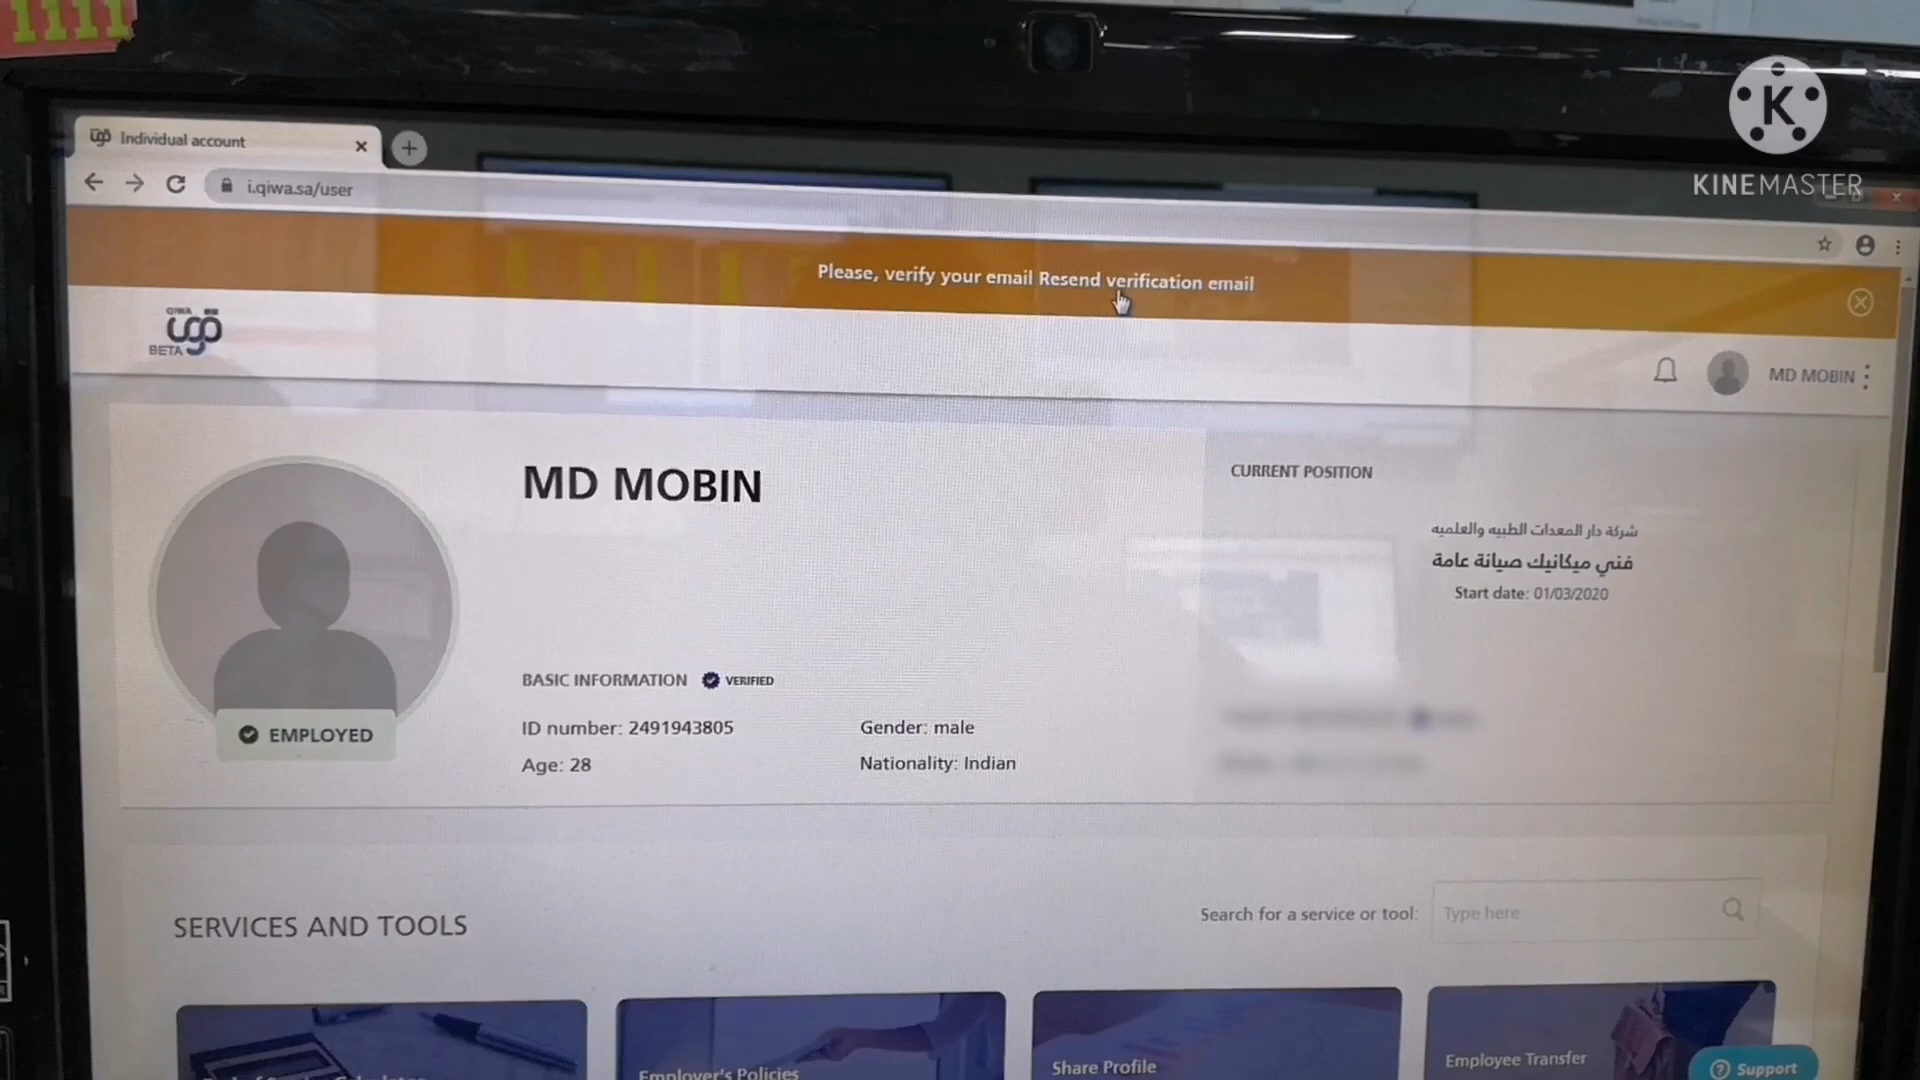 1111
Individual account
i.qiwa.sa/user
KINEMASTER
Please, verify your email Resend verification email
QIWA
قوى
BETA
MD MOBIN
MD MOBIN
CURRENT POSITION
شركة دار المعدات الطبيه والعلميه
فني ميكانيك صيانة عامة
Start date: 01/03/2020
BASIC INFORMATION VERIFIED
ID number: 2491943805
Gender: male
EMPLOYED
Age: 28
Nationality: Indian
SERVICES AND TOOLS
Search for a service or tool:
Type here
Employer's Policies
Share Profile
Employee Transfer
Support